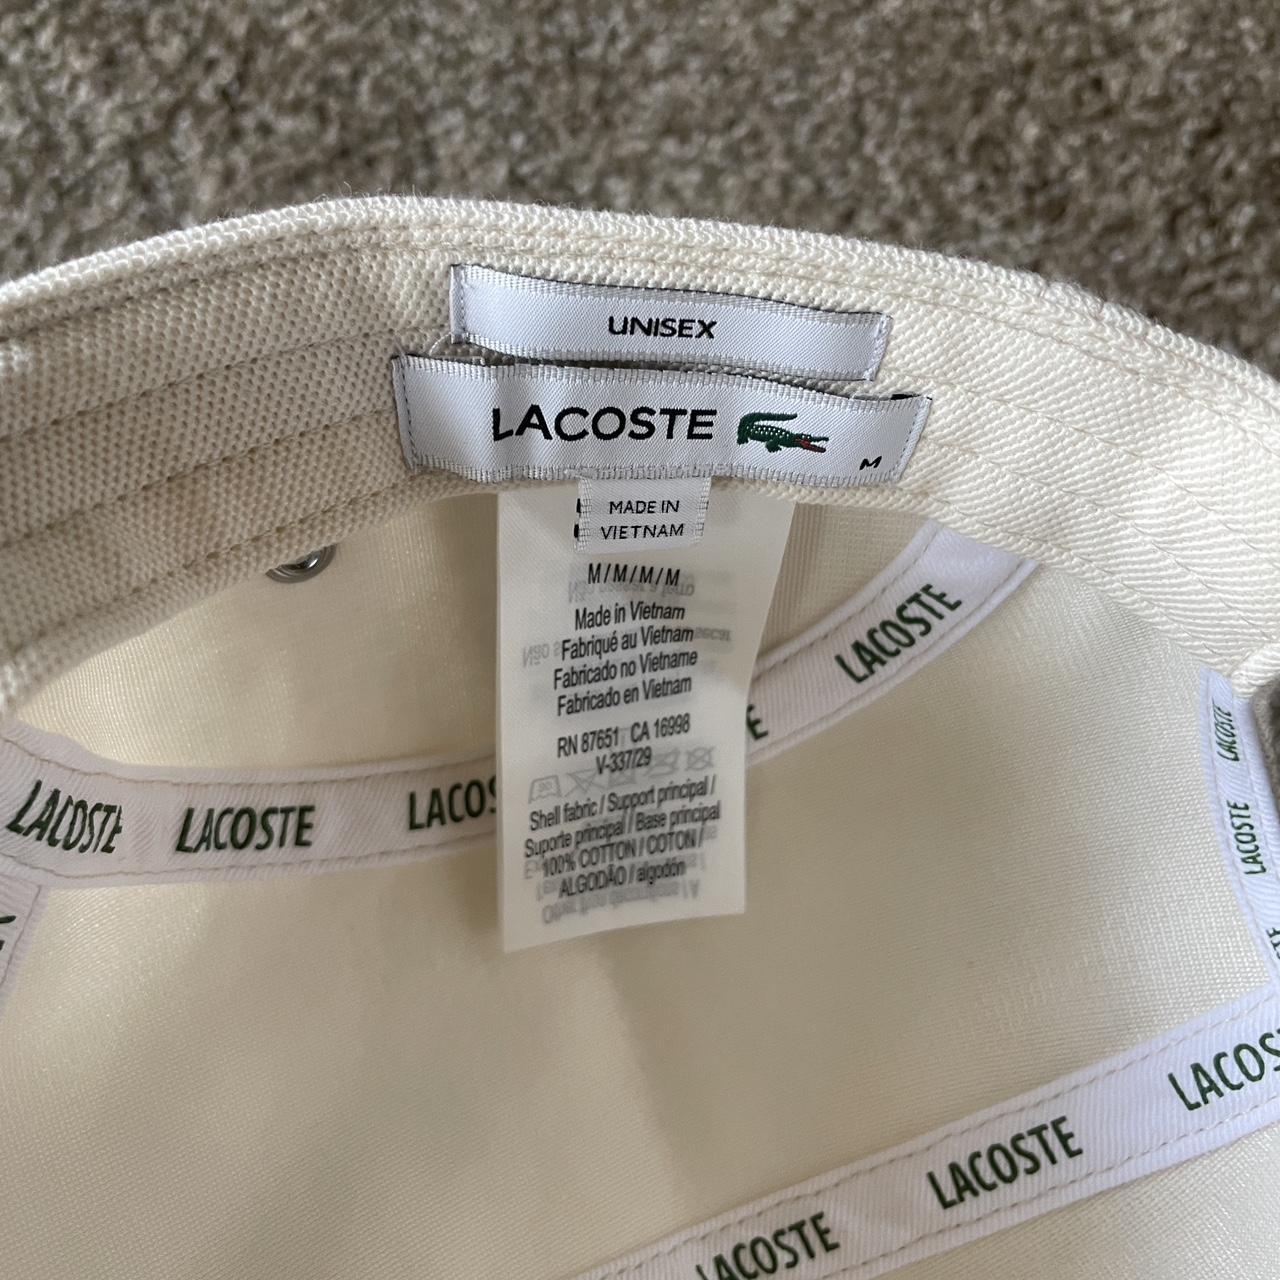 UNISEX
LACOSTE
M
MADE IN
VIETNAM
M/M/M/M
Made in Vietnam
Fabriqué au Vietnam
Fabricado no Vietname
Fabricado en Vietnam
RN 87651 CA 16998
V-337/29
Shell fabric / Support principal /
Suporte principal / Base principal
100% COTTON / COTON /
ALGODÃO / algodón
LACOSTE
LACOSTE
LACOSTE
LACOS
E
LACOSTE
LACOSTE
LACOS
LACOSTE
LACOSTE